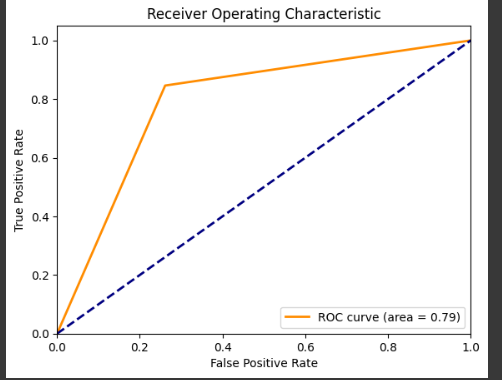 Receiver Operating Characteristic
1.0
0.8
0.6
0.4
0.2
0.0
True Positive Rate
ROC curve (area = 0.79)
0.0 0.2 0.4 0.6 0.8 1.0
False Positive Rate